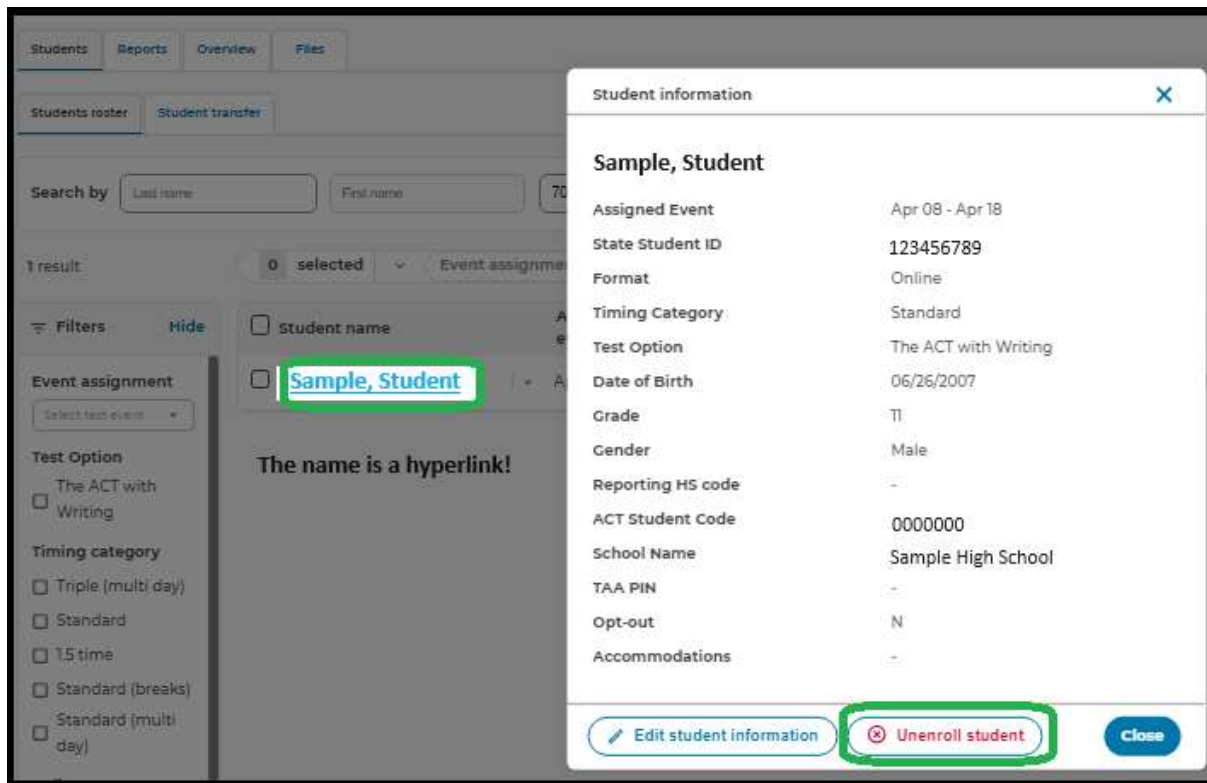 Students Reports Overview Files
Students roster Student transfer
Search by Last name First name 70
1 result 0 selected Event assignme
Filters Hide
Student name
A
e
Event assignment
Sample, Student A
Select test event
Test Option
The ACT with
Writing
The name is a hyperlink!
Timing category
Triple (multi day)
Standard
1.5 time
Standard (breaks)
Standard (multi
day)
Student information
Sample, Student
Assigned Event Apr 08 - Apr 18
State Student ID 123456789
Format Online
Timing Category Standard
Test Option The ACT with Writing
Date of Birth 06/26/2007
Grade 11
Gender Male
Reporting HS code -
ACT Student Code 0000000
School Name Sample High School
TAA PIN -
Opt-out N
Accommodations -
Edit student information Unenroll student Close